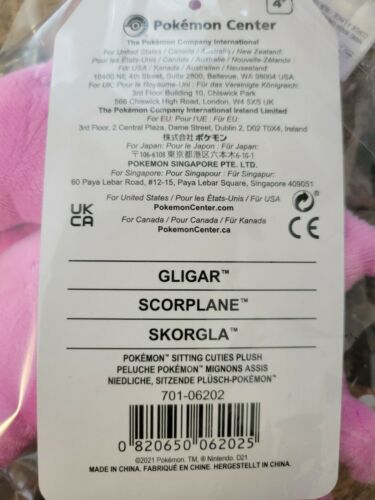 Pokémon Center
4"
The Pokémon Company International
For United States / Canada / Australia / New Zealand:
Pour les États-Unis / Canada / Australie / Nouvelle-Zélande
Für USA / Kanada / Australien / Neuseeland:
10400 NE 4th Street, Suite 2800, Bellevue, WA 98004 USA
For UK: Pour le Royaume-Uni / Für das Vereinigte Königreich:
3rd Floor Building 10, Chiswick Park
566 Chiswick High Road, London, W4 5XS UK
The Pokémon Company International Ireland Limited
For EU: Pour l'UE : Für EU:
3rd Floor, 2 Central Plaza, Dame Street, Dublin 2, D02 T0X4, Ireland
株式会社ポケモン
For Japan: Pour le Japon : Für Japan:
〒106-6108 東京都港区六本木6-10-1
POKEMON SINGAPORE PTE. LTD.
For Singapore: Pour Singapour : Für Singapur:
60 Paya Lebar Road, #12-15, Paya Lebar Square, Singapore 409051
For United States / Pour les États-Unis / Für USA
PokemonCenter.com
For Canada / Pour Canada / Für Kanada
PokemonCenter.ca
UK
CA
CE
GLIGAR™
SCORPLANE™
SKORGLA™
POKÉMON™ SITTING CUTIES PLUSH
PELUCHE POKÉMON™ MIGNONS ASSIS
NIEDLICHE, SITZENDE PLÜSCH-POKÉMON™
701-06202
0 820650 062025
©2021 Pokémon. TM, ® Nintendo. D21
MADE IN CHINA. FABRIQUÉ EN CHINE. HERGESTELLT IN CHINA.